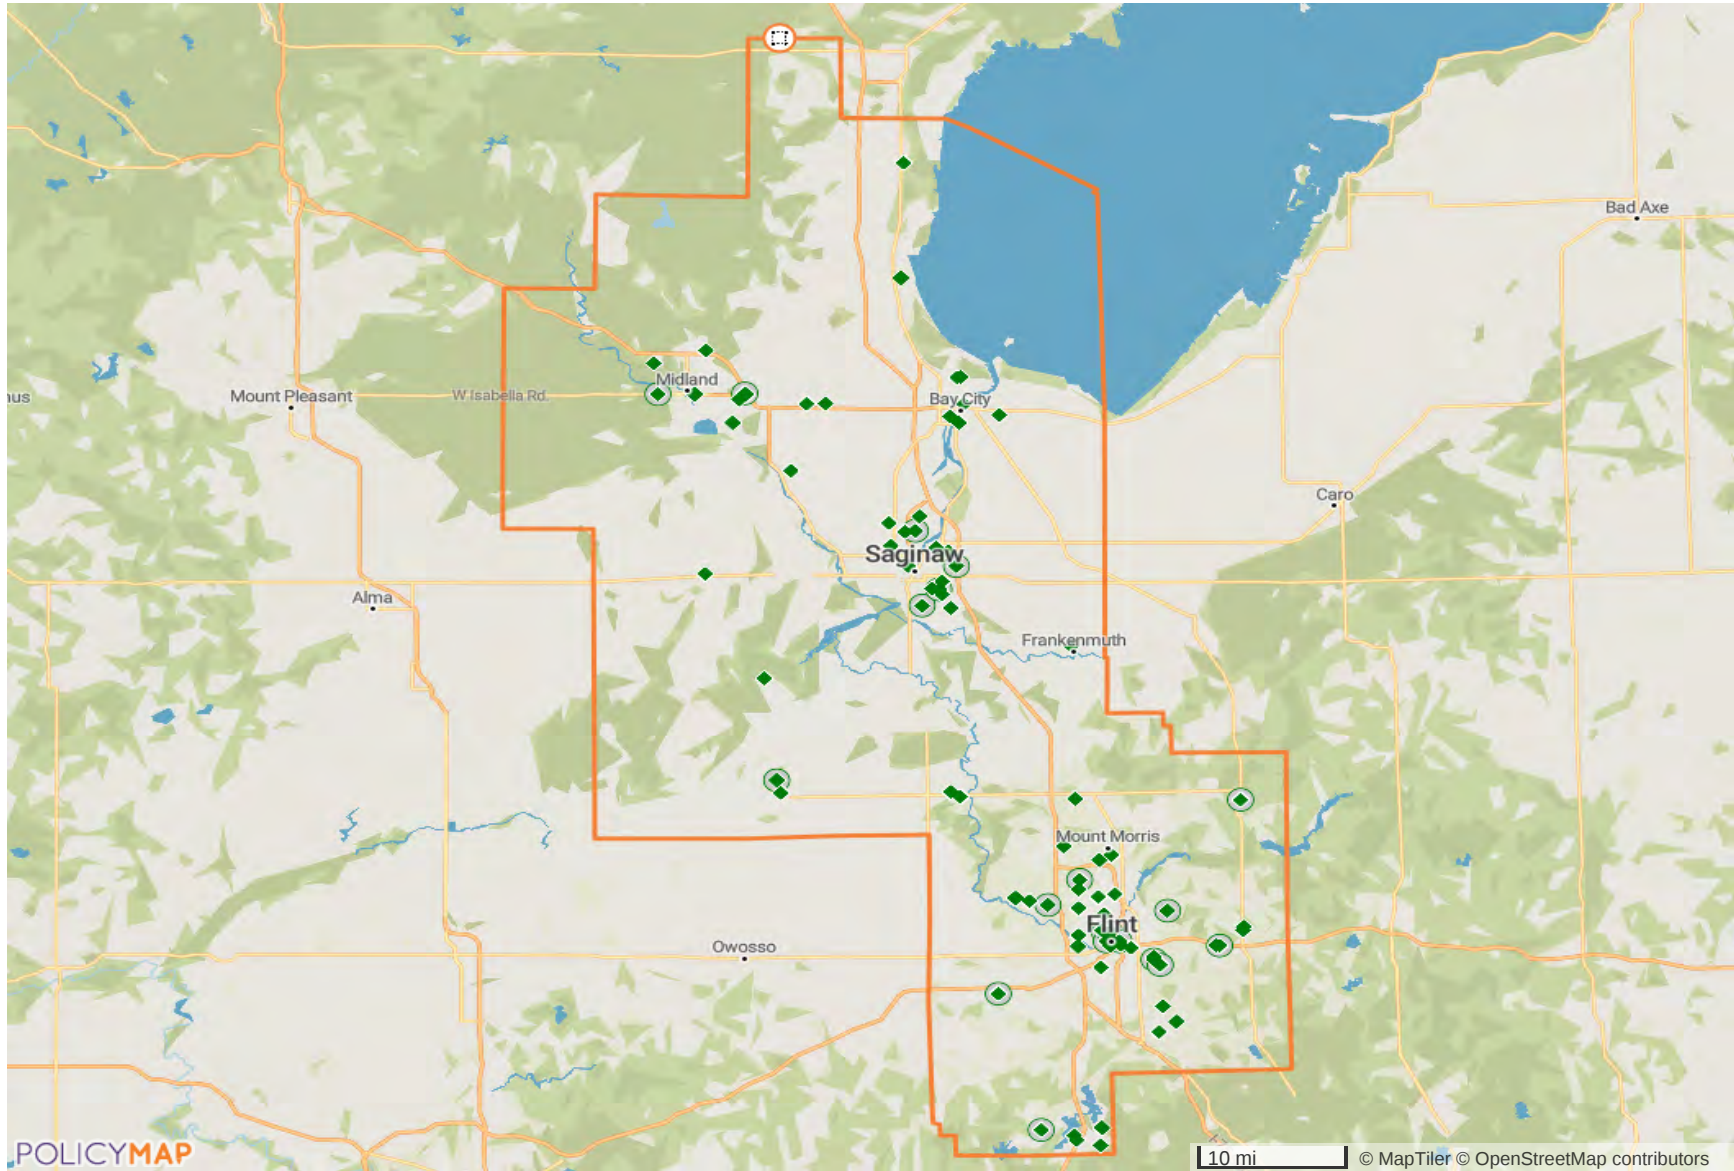 Bad Axe
Midland
nus
Mount Pleasant
W Isabella Rd.
Bay City
Caro
Saginaw
Alma
Frankenmuth
Mount Morris
Flint
Owosso
POLICYMAP
10 mi
© MapTiler © OpenStreetMap contributors